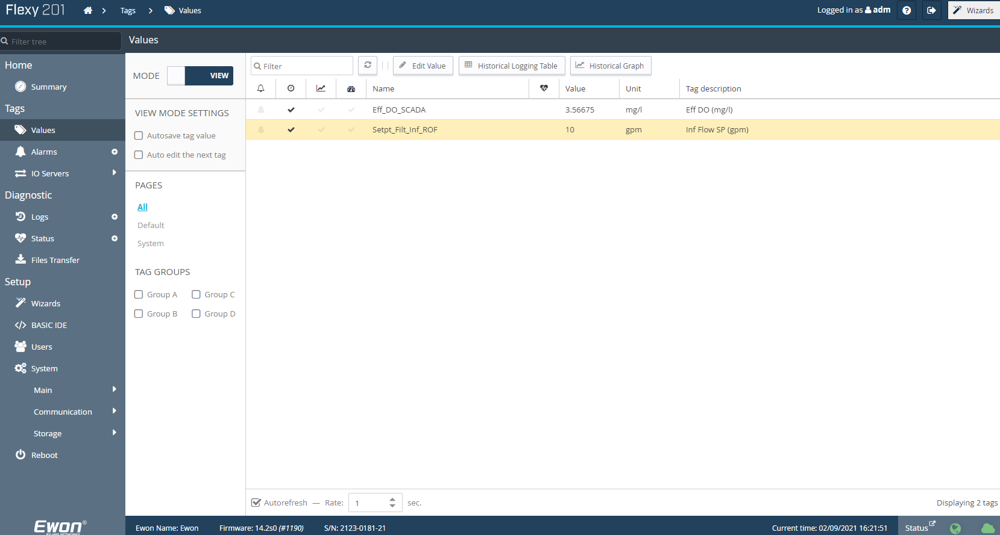 Flexy 201
Tags
Values
Logged in as adm
Wizards
Filter tree
Values
Home
Summary
Tags
Values
Alarms
IO Servers
Diagnostic
Logs
Status
Files Transfer
Setup
Wizards
BASIC IDE
Users
System
Main
Communication
Storage
Reboot
Ewon®
BY HMS NETWORKS
MODE VIEW
VIEW MODE SETTINGS
Autosave tag value
Auto edit the next tag
PAGES
All
Default
System
TAG GROUPS
Group A Group C
Group B Group D
Filter Edit Value Historical Logging Table Historical Graph
Name Value Unit Tag description
Eff_DO_SCADA 3.56675 mg/l Eff DO (mg/l)
Setpt_Filt_Inf_ROF 10 gpm Inf Flow SP (gpm)
Autorefresh — Rate: 1 sec. Displaying 2 tags
Ewon Name: Ewon Firmware: 14.2s0 (#1190) S/N: 2123-0181-21 Current time: 02/09/2021 16:21:51 Status